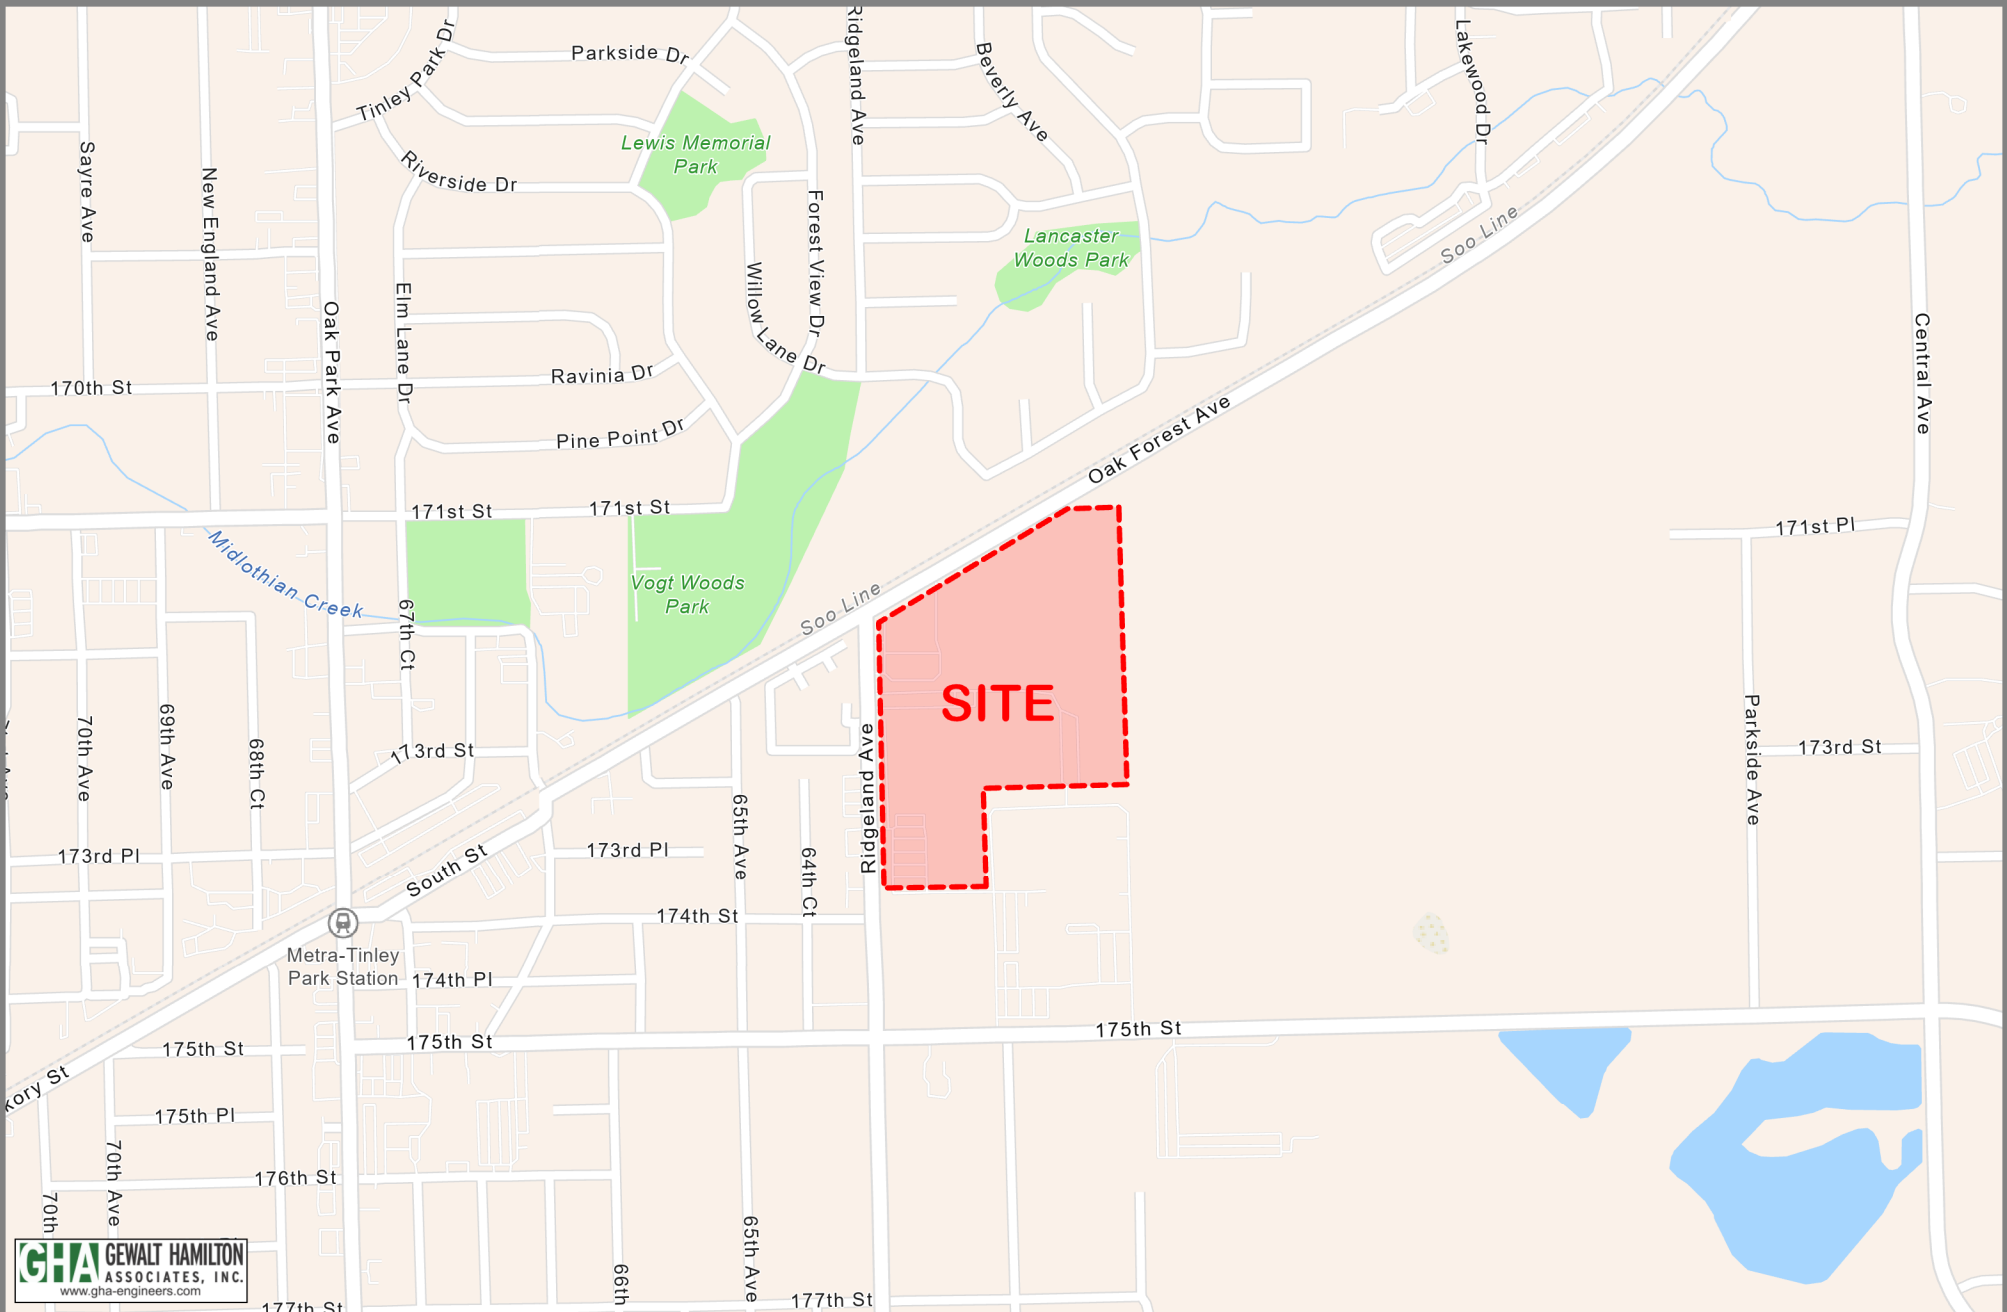 Parkside Dr
Tinley Park Dr
Ridgeland Ave
Beverly Ave
Lakewood Dr
Lewis Memorial
Park
Riverside Dr
Sayre Ave
New England Ave
Forest View Dr
Lancaster
Woods Park
Soo Line
Willow Lane Dr
Elm Lane Dr
Oak Park Ave
Central Ave
170th St
Ravinia Dr
Pine Point Dr
Oak Forest Ave
171st St
171st St
171st Pl
Midlothian Creek
Vogt Woods
Park
Soo Line
67th Ct
SITE
70th Ave
69th Ave
68th Ct
173rd St
Ridgeland Ave
Parkside Ave
173rd St
65th Ave
64th Ct
173rd Pl
South St
173rd Pl
174th St
Metra-Tinley
Park Station
174th Pl
175th St
175th St
175th St
kory St
175th Pl
70th Ave
176th St
70th
65th Ave
66th
177th St
177th St
GHA
GEWALT HAMILTON
ASSOCIATES, INC.
www.gha-engineers.com